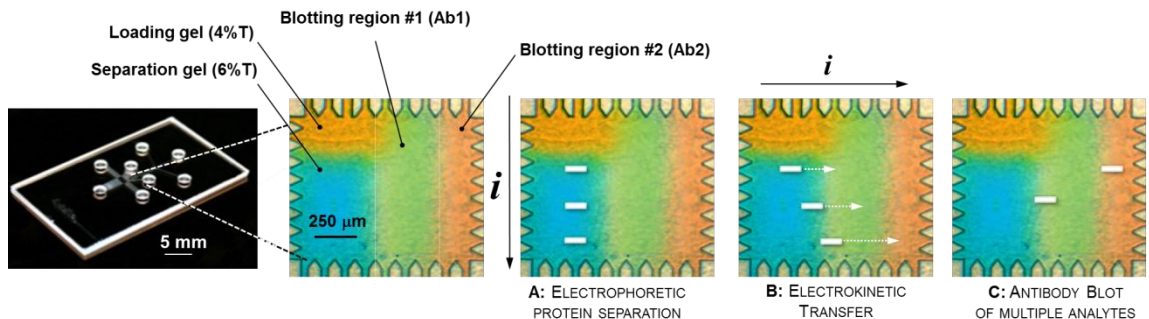 Blotting region #1 (Ab1)
Loading gel (4%T)
Blotting region #2 (Ab2)
Separation gel (6%T)
i
i
250 μm
5 mm
A: ELECTROPHORETIC
PROTEIN SEPARATION
B: ELECTROKINETIC
TRANSFER
C: ANTIBODY BLOT
OF MULTIPLE ANALYTES